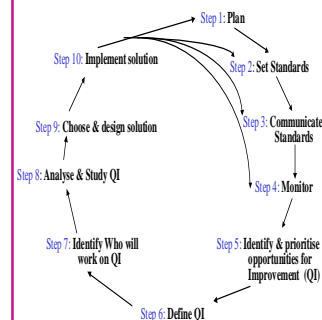 Step 1: Plan
Step 2: Set Standards
Step 3: Communicate
Standards
Step 4: Monitor
Step 5: Identify & prioritise
opportunities for
Improvement (QI)
Step 6: Define QI
Step 7: Identify Who will
work on QI
Step 8: Analyse & Study QI
Step 9: Choose & design solution
Step 10: Implement solution